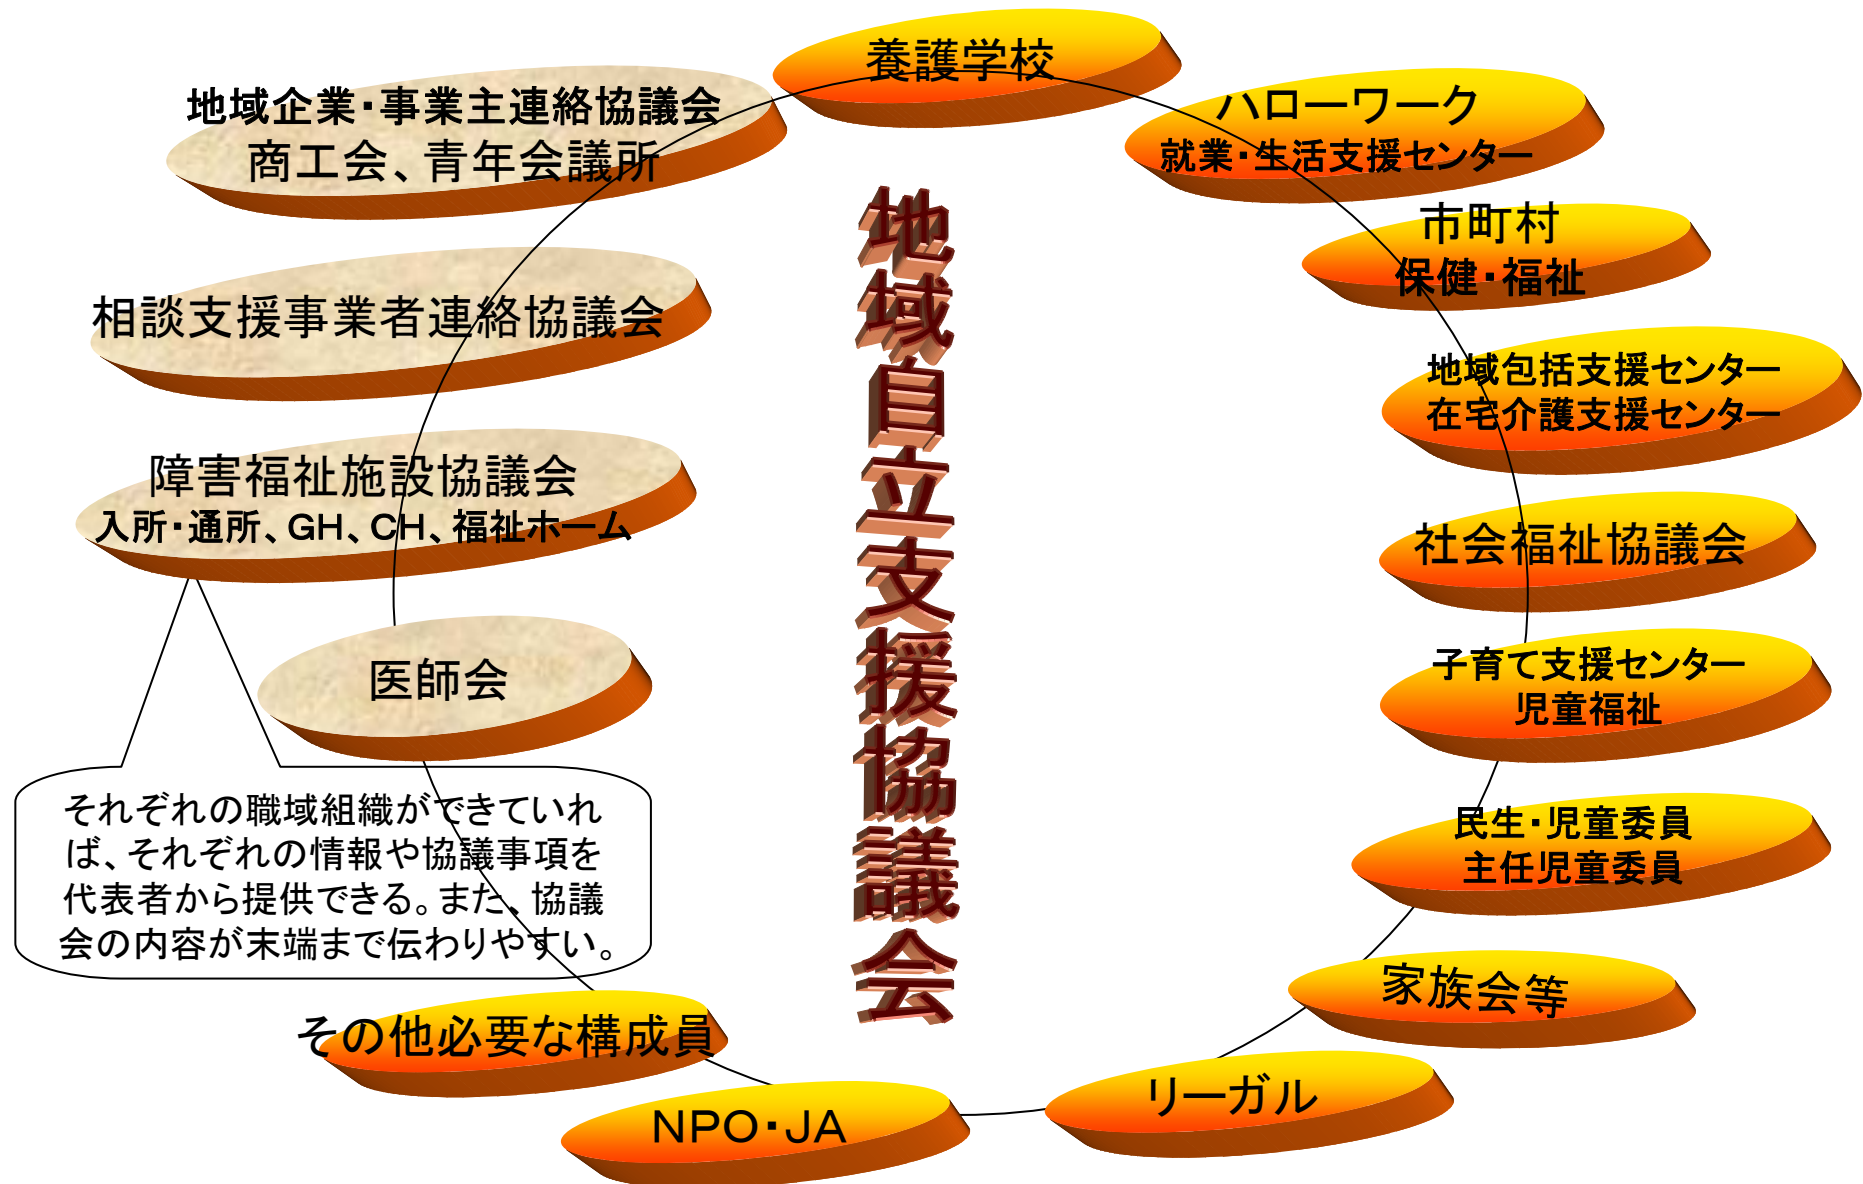 養護学校
地域企業・事業主連絡協議会
商工会、青年会議所
ハローワーク
就業・生活支援センター
市町村
保健・福祉
相談支援事業者連絡協議会
地域包括支援センター
在宅介護支援センター
障害福祉施設協議会
入所・通所、GH、CH、福祉ホーム
社会福祉協議会
医師会
子育て支援センター
児童福祉
それぞれの職域組織ができていれ
ば、それぞれの情報や協議事項を
代表者から提供できる。また、協議
会の内容が末端まで伝わりやすい。
民生・児童委員
主任児童委員
家族会等
その他必要な構成員
リーガル
NPO・JA
地域自立支援協議会